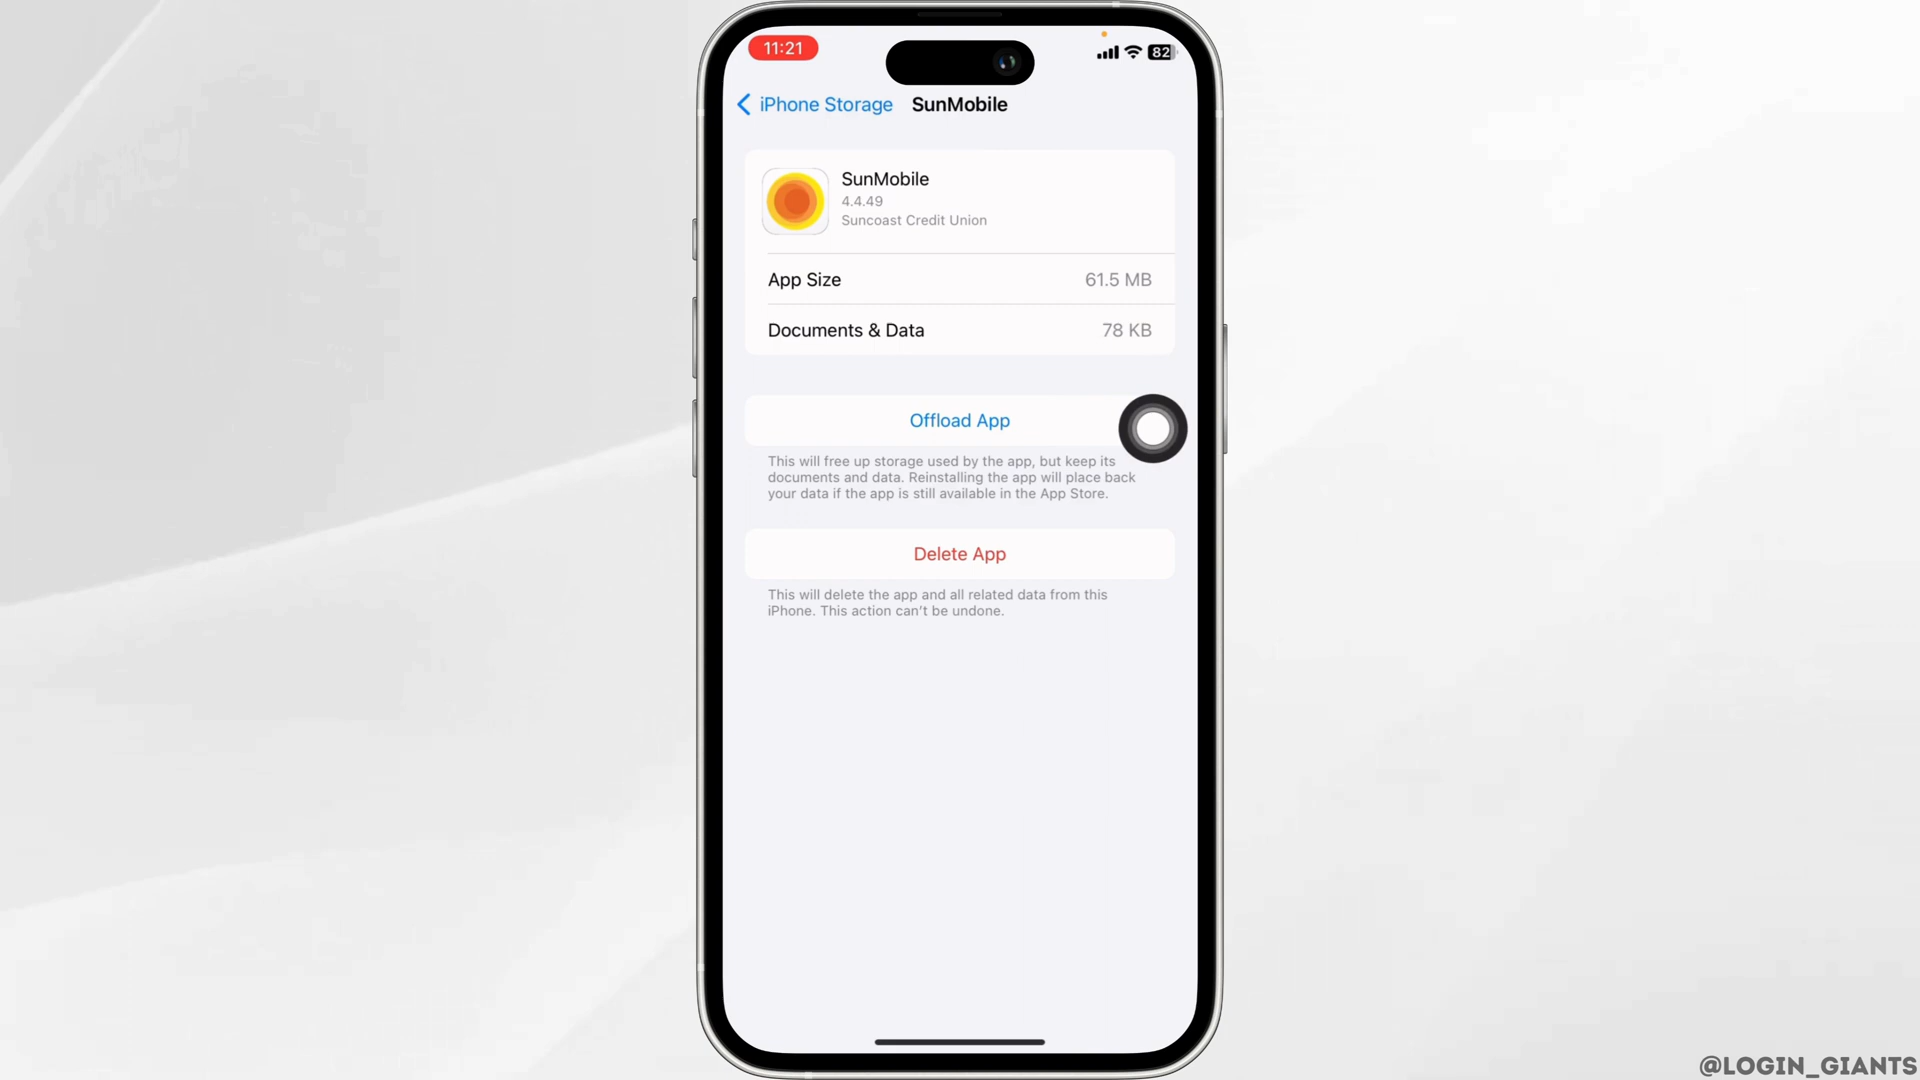 11:21
82
iPhone Storage
SunMobile
SunMobile
4.4.49
Suncoast Credit Union
App Size
61.5 MB
Documents & Data
78 KB
Offload App
This will free up storage used by the app, but keep its
documents and data. Reinstalling the app will place back
your data if the app is still available in the App Store.
Delete App
This will delete the app and all related data from this
iPhone. This action can't be undone.
@LOGIN_GIANTS